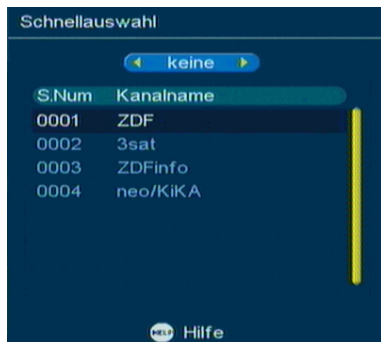 Schnellauswahl
keine
S.Num Kanalname
0001 ZDF
0002 3sat
0003 ZDFinfo
0004 neo/KiKA
HELP Hilfe